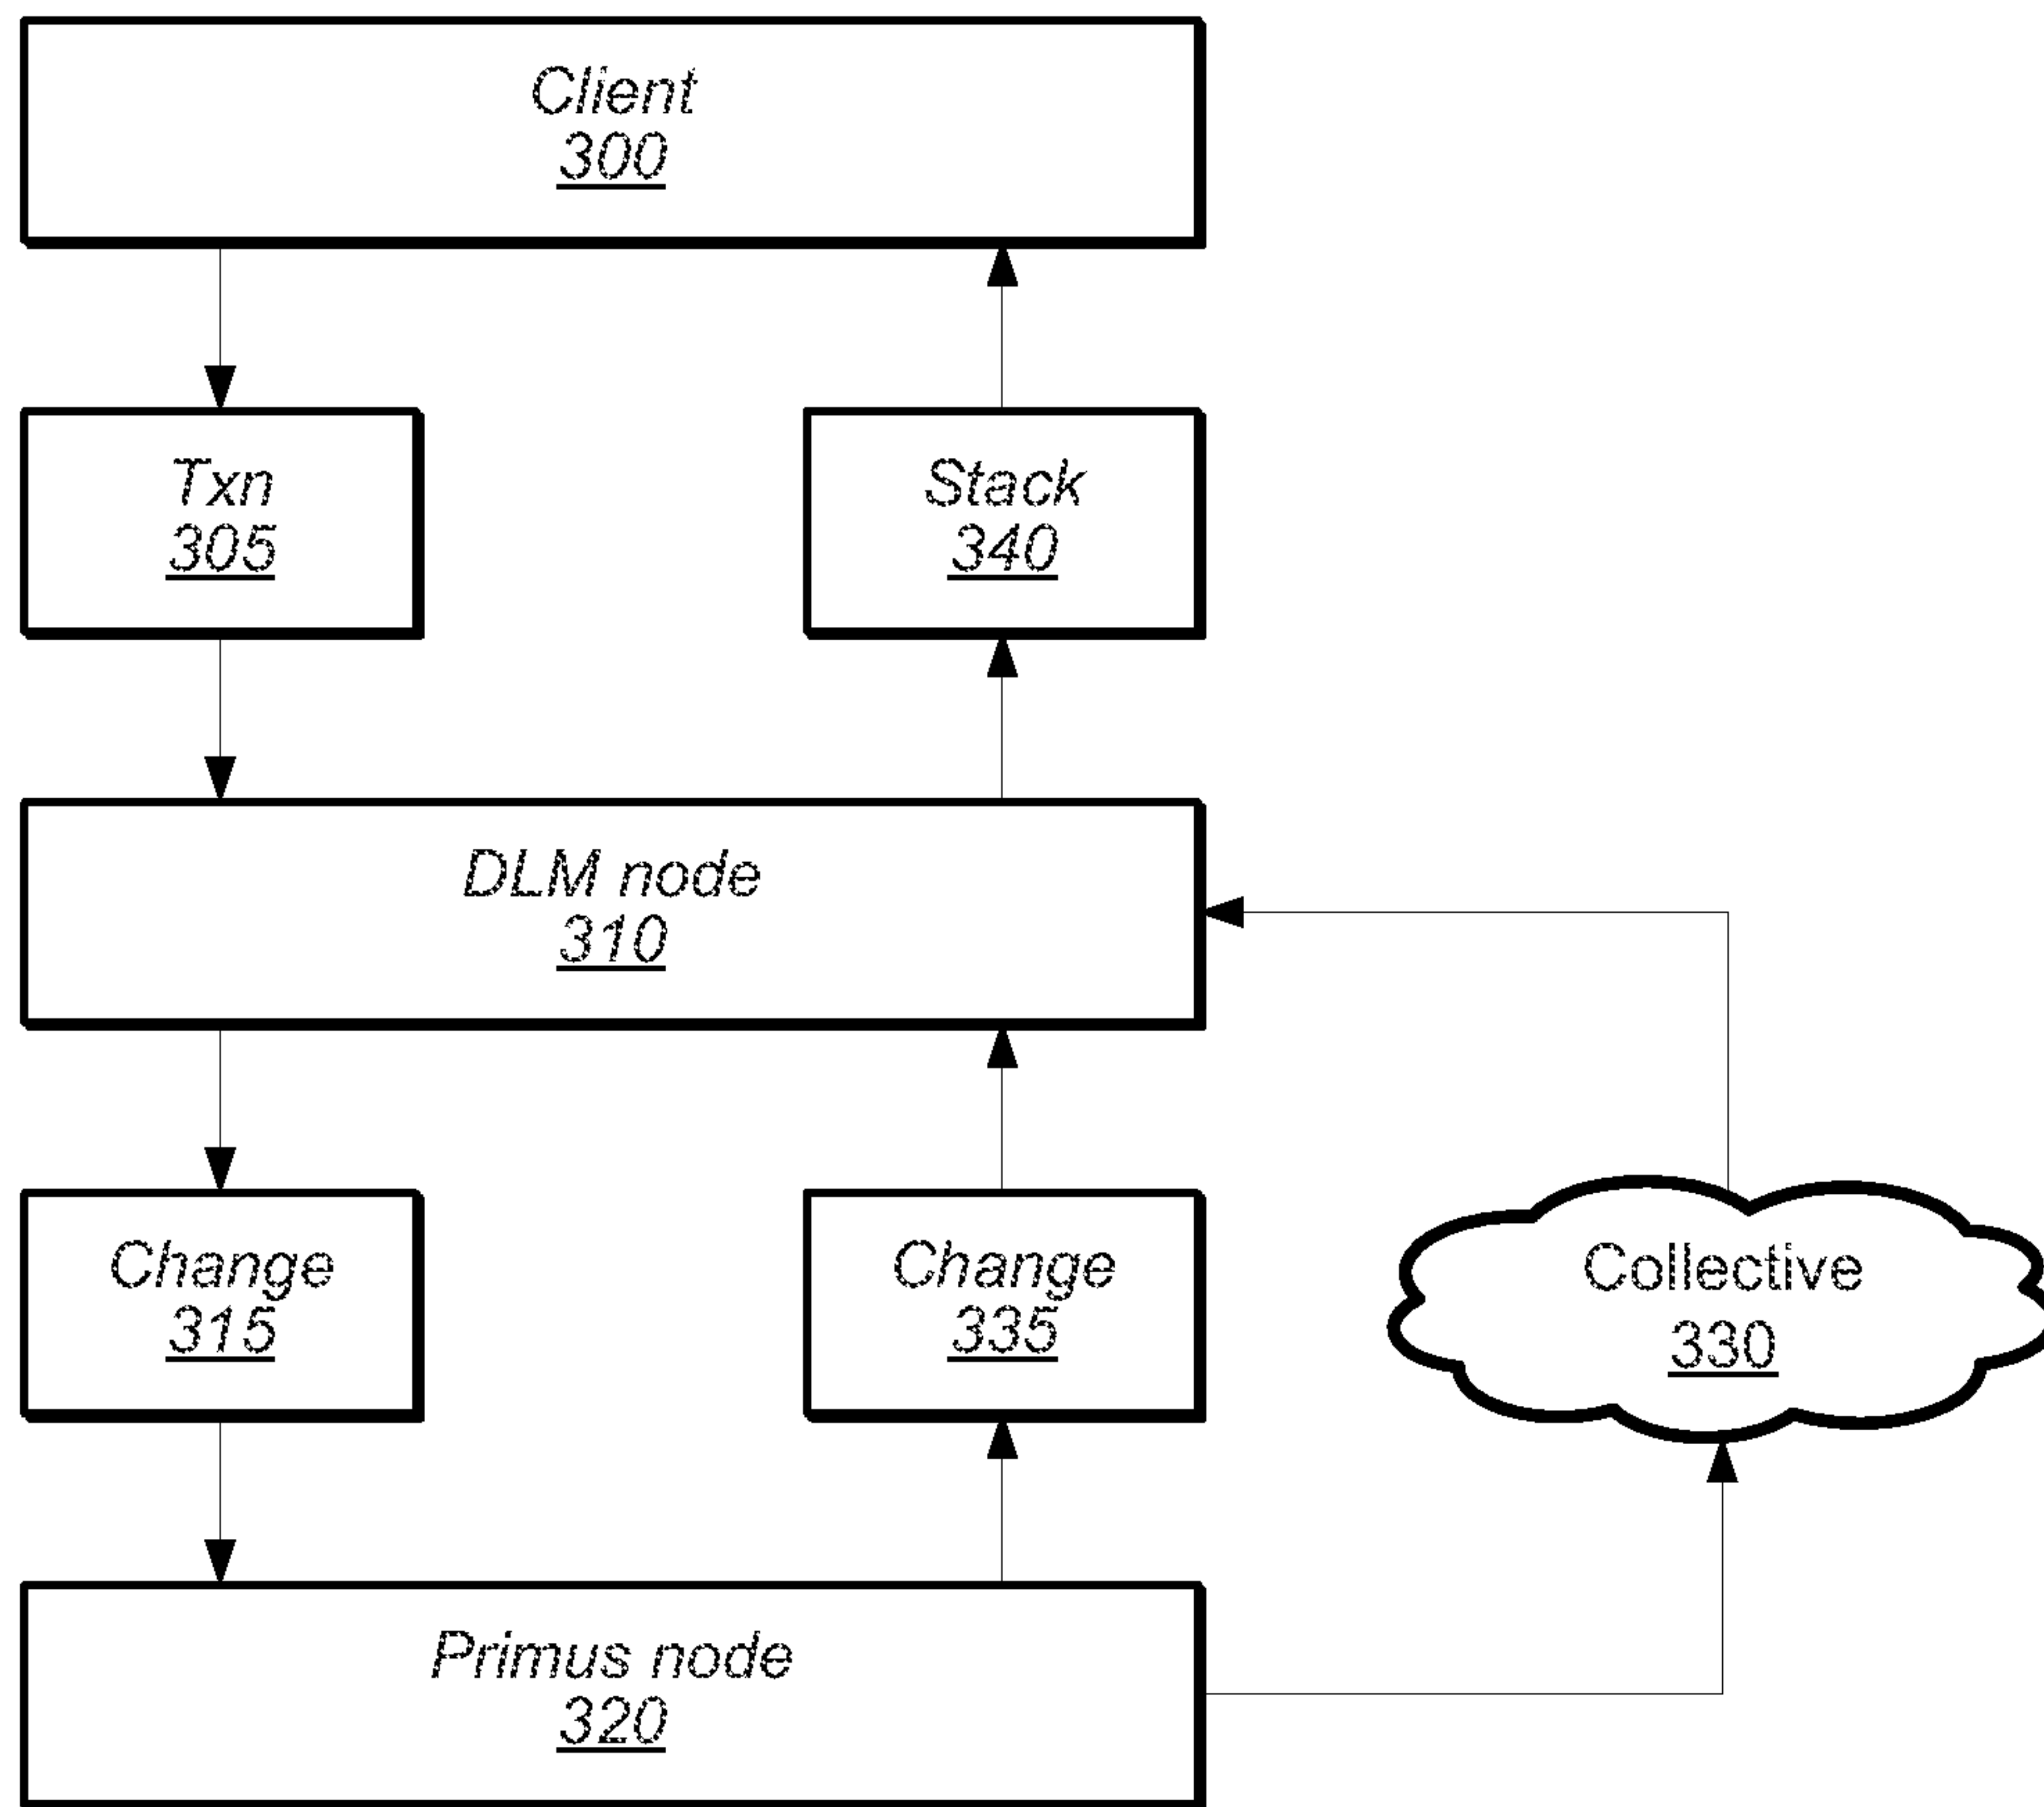 Client
300
Txn
305
Stack
340
DLM node
310
Change
315
Change
335
Collective
330
Primus node
320